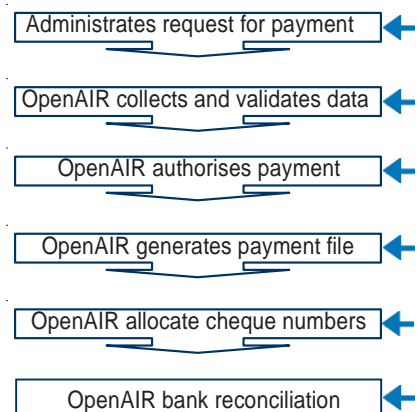 Administrates request for payment
OpenAIR collects and validates data
OpenAIR authorises payment
OpenAIR generates payment file
OpenAIR allocate cheque numbers
OpenAIR bank reconciliation